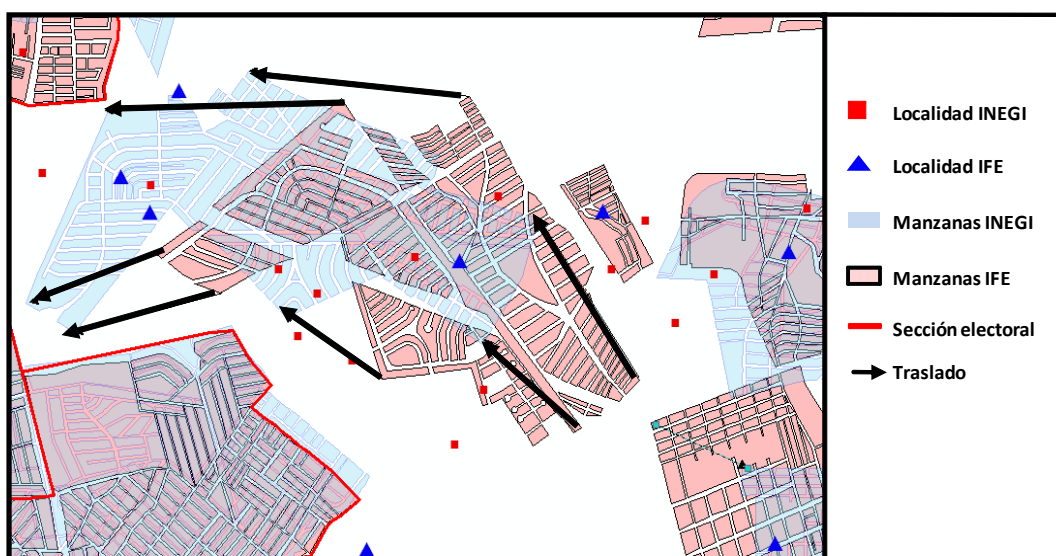 Localidad INEGI
Localidad IFE
Manzanas INEGI
Manzanas IFE
Sección electoral
Traslado